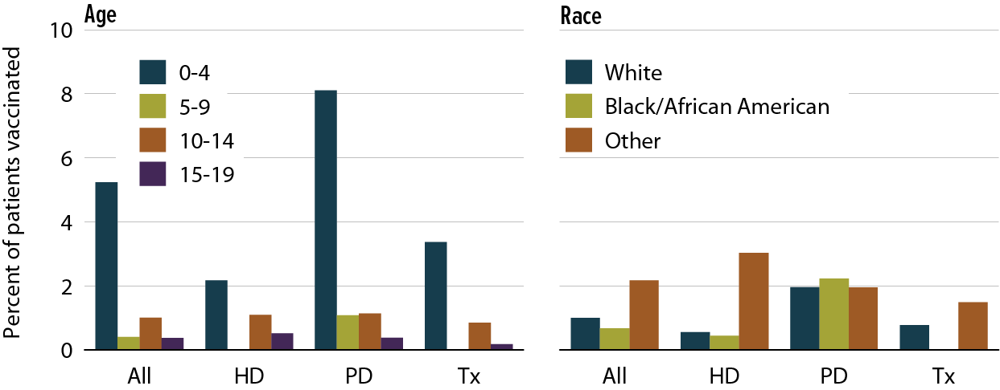 Age
Percent of patients vaccinated
10
8
6
4
2
0
0-4
5-9
10-14
15-19
All HD PD Tx
Race
White
Black/African American
Other
All HD PD Tx